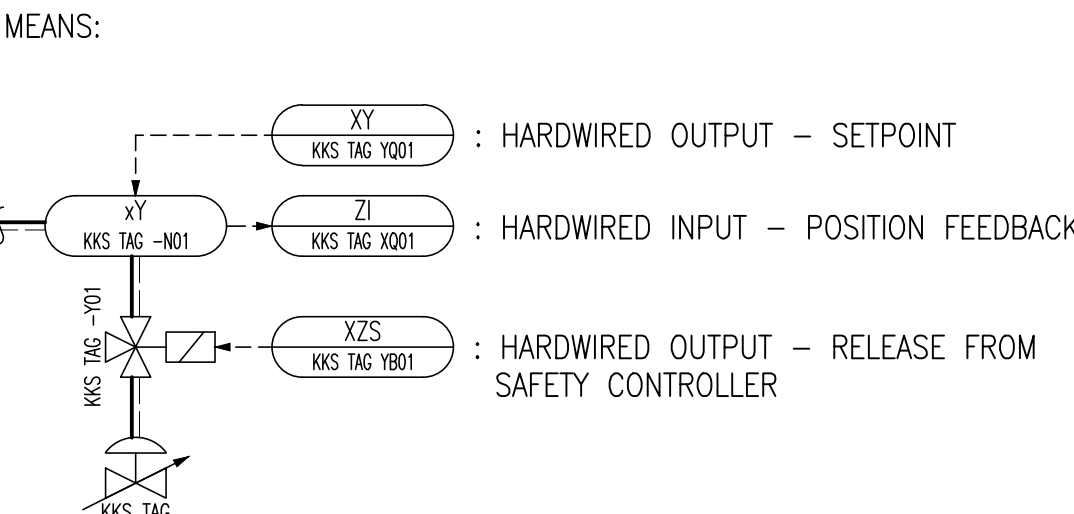 MEANS:
XY
KKS TAG YQ01
: HARDWIRED OUTPUT – SETPOINT
xY
KKS TAG -N01
ZI
KKS TAG XQ01
: HARDWIRED INPUT – POSITION FEEDBACK
KKS TAG -Y01
XZS
KKS TAG YB01
: HARDWIRED OUTPUT – RELEASE FROM
SAFETY CONTROLLER
KKS TAG